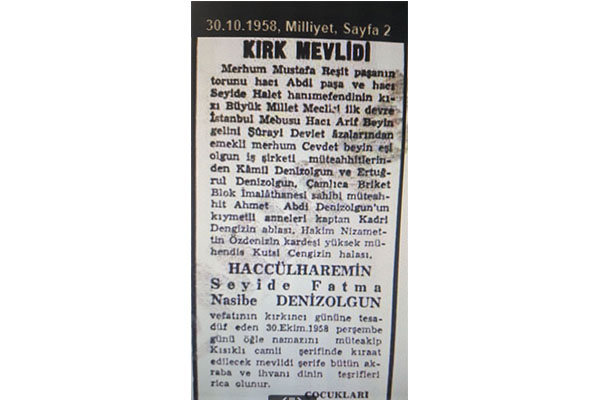 30.10.1958, Milliyet, Sayfa 2
KIRK MEVLİDİ
Merhum Mustafa Reşit paşanın
torunu hacı Abdi paşa ve hacı
Seyide Halet hanımefendinin kı-
zı Büyük Millet Meclisi ilk devre
İstanbul Mebusu Hacı Arif Beyin
gelini Şûrayi Devlet âzalarından
emekli merhum Cevdet beyin eşi
olgun iş şirketi müteahhitlerin-
den Kâmil Denizolgun ve Ertuğ-
rul Denizolgun, Çamlıca Briket
Blok İmalâthanesi sahibi müteah-
hit Ahmet Abdi Denizolgun'un
kıymetli anneleri kaptan Kadri
Dengizin ablası, Hakim Nizamet-
tin Özdenizin kardeşi yüksek mü-
hendis Kutsi Cengizin halası,
HACCÜLHAREMİN
Seyide Fatma
Nasibe DENİZOLGUN
vefatının kırkıncı gününe tesa-
düf eden 30.Ekim.1958 perşembe
günü öğle namazını müteakip
Kısıklı camii şerifinde kıraat
edilecek mevlidi şerife bütün ak-
raba ve ihvanı dinin teşrifleri
rica olunur.
ÇOCUKLARI